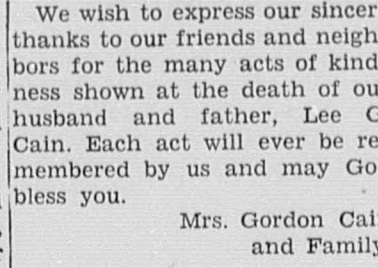 We wish to express our sincer
thanks to our friends and neigh
bors for the many acts of kind
ness shown at the death of ou
husband and father, Lee
Cain. Each act will ever be re
membered by us and may Go
bless you.
Mrs. Gordon Cai
and Family